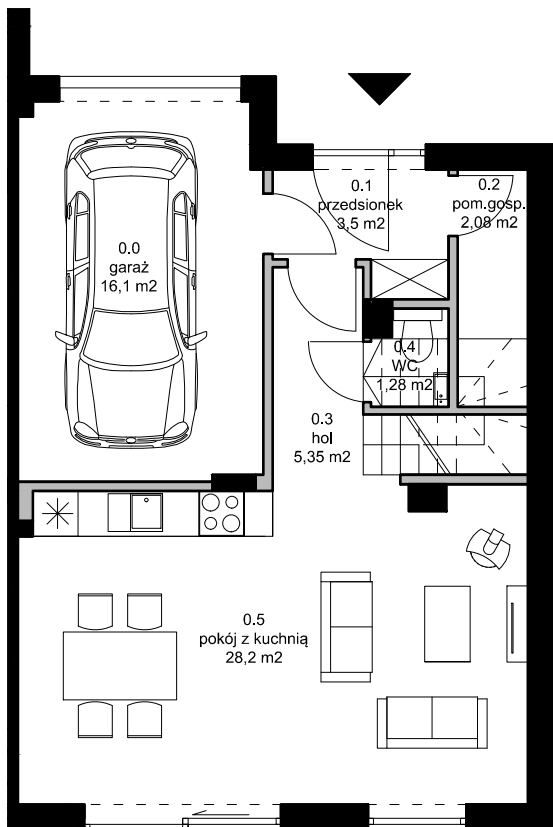 0.1
przedsionek
3,5 m2
0.2
pom.gosp.
2,08 m2
0.0
garaż
16,1 m2
0.4
WC
1,28 m2
0.3
hol
5,35 m2
0.5
pokój z kuchnią
28,2 m2